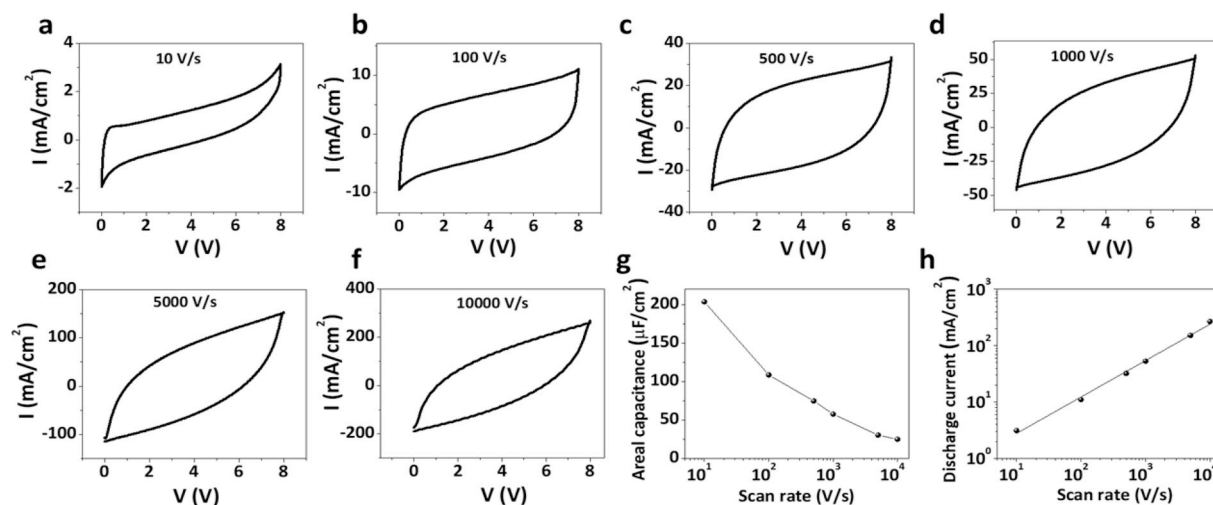 a
10 V/s
I (mA/cm²)
4
2
0
-2
0 2 4 6 8
V (V)
b
100 V/s
I (mA/cm²)
10
0
-10
0 2 4 6 8
V (V)
c
500 V/s
I (mA/cm²)
40
20
0
-20
-40
0 2 4 6 8
V (V)
d
1000 V/s
I (mA/cm²)
50
25
0
-25
-50
0 2 4 6 8
V (V)
e
5000 V/s
I (mA/cm²)
200
100
0
-100
0 2 4 6 8
V (V)
f
10000 V/s
I (mA/cm²)
400
200
0
-200
0 2 4 6 8
V (V)
g
Areal capacitance (µF/cm²)
200
150
100
50
0
10¹ 10² 10³ 10⁴
Scan rate (V/s)
h
Discharge current (mA/cm²)
10³
10²
10¹
10⁰
10¹ 10² 10³ 10⁴
Scan rate (V/s)